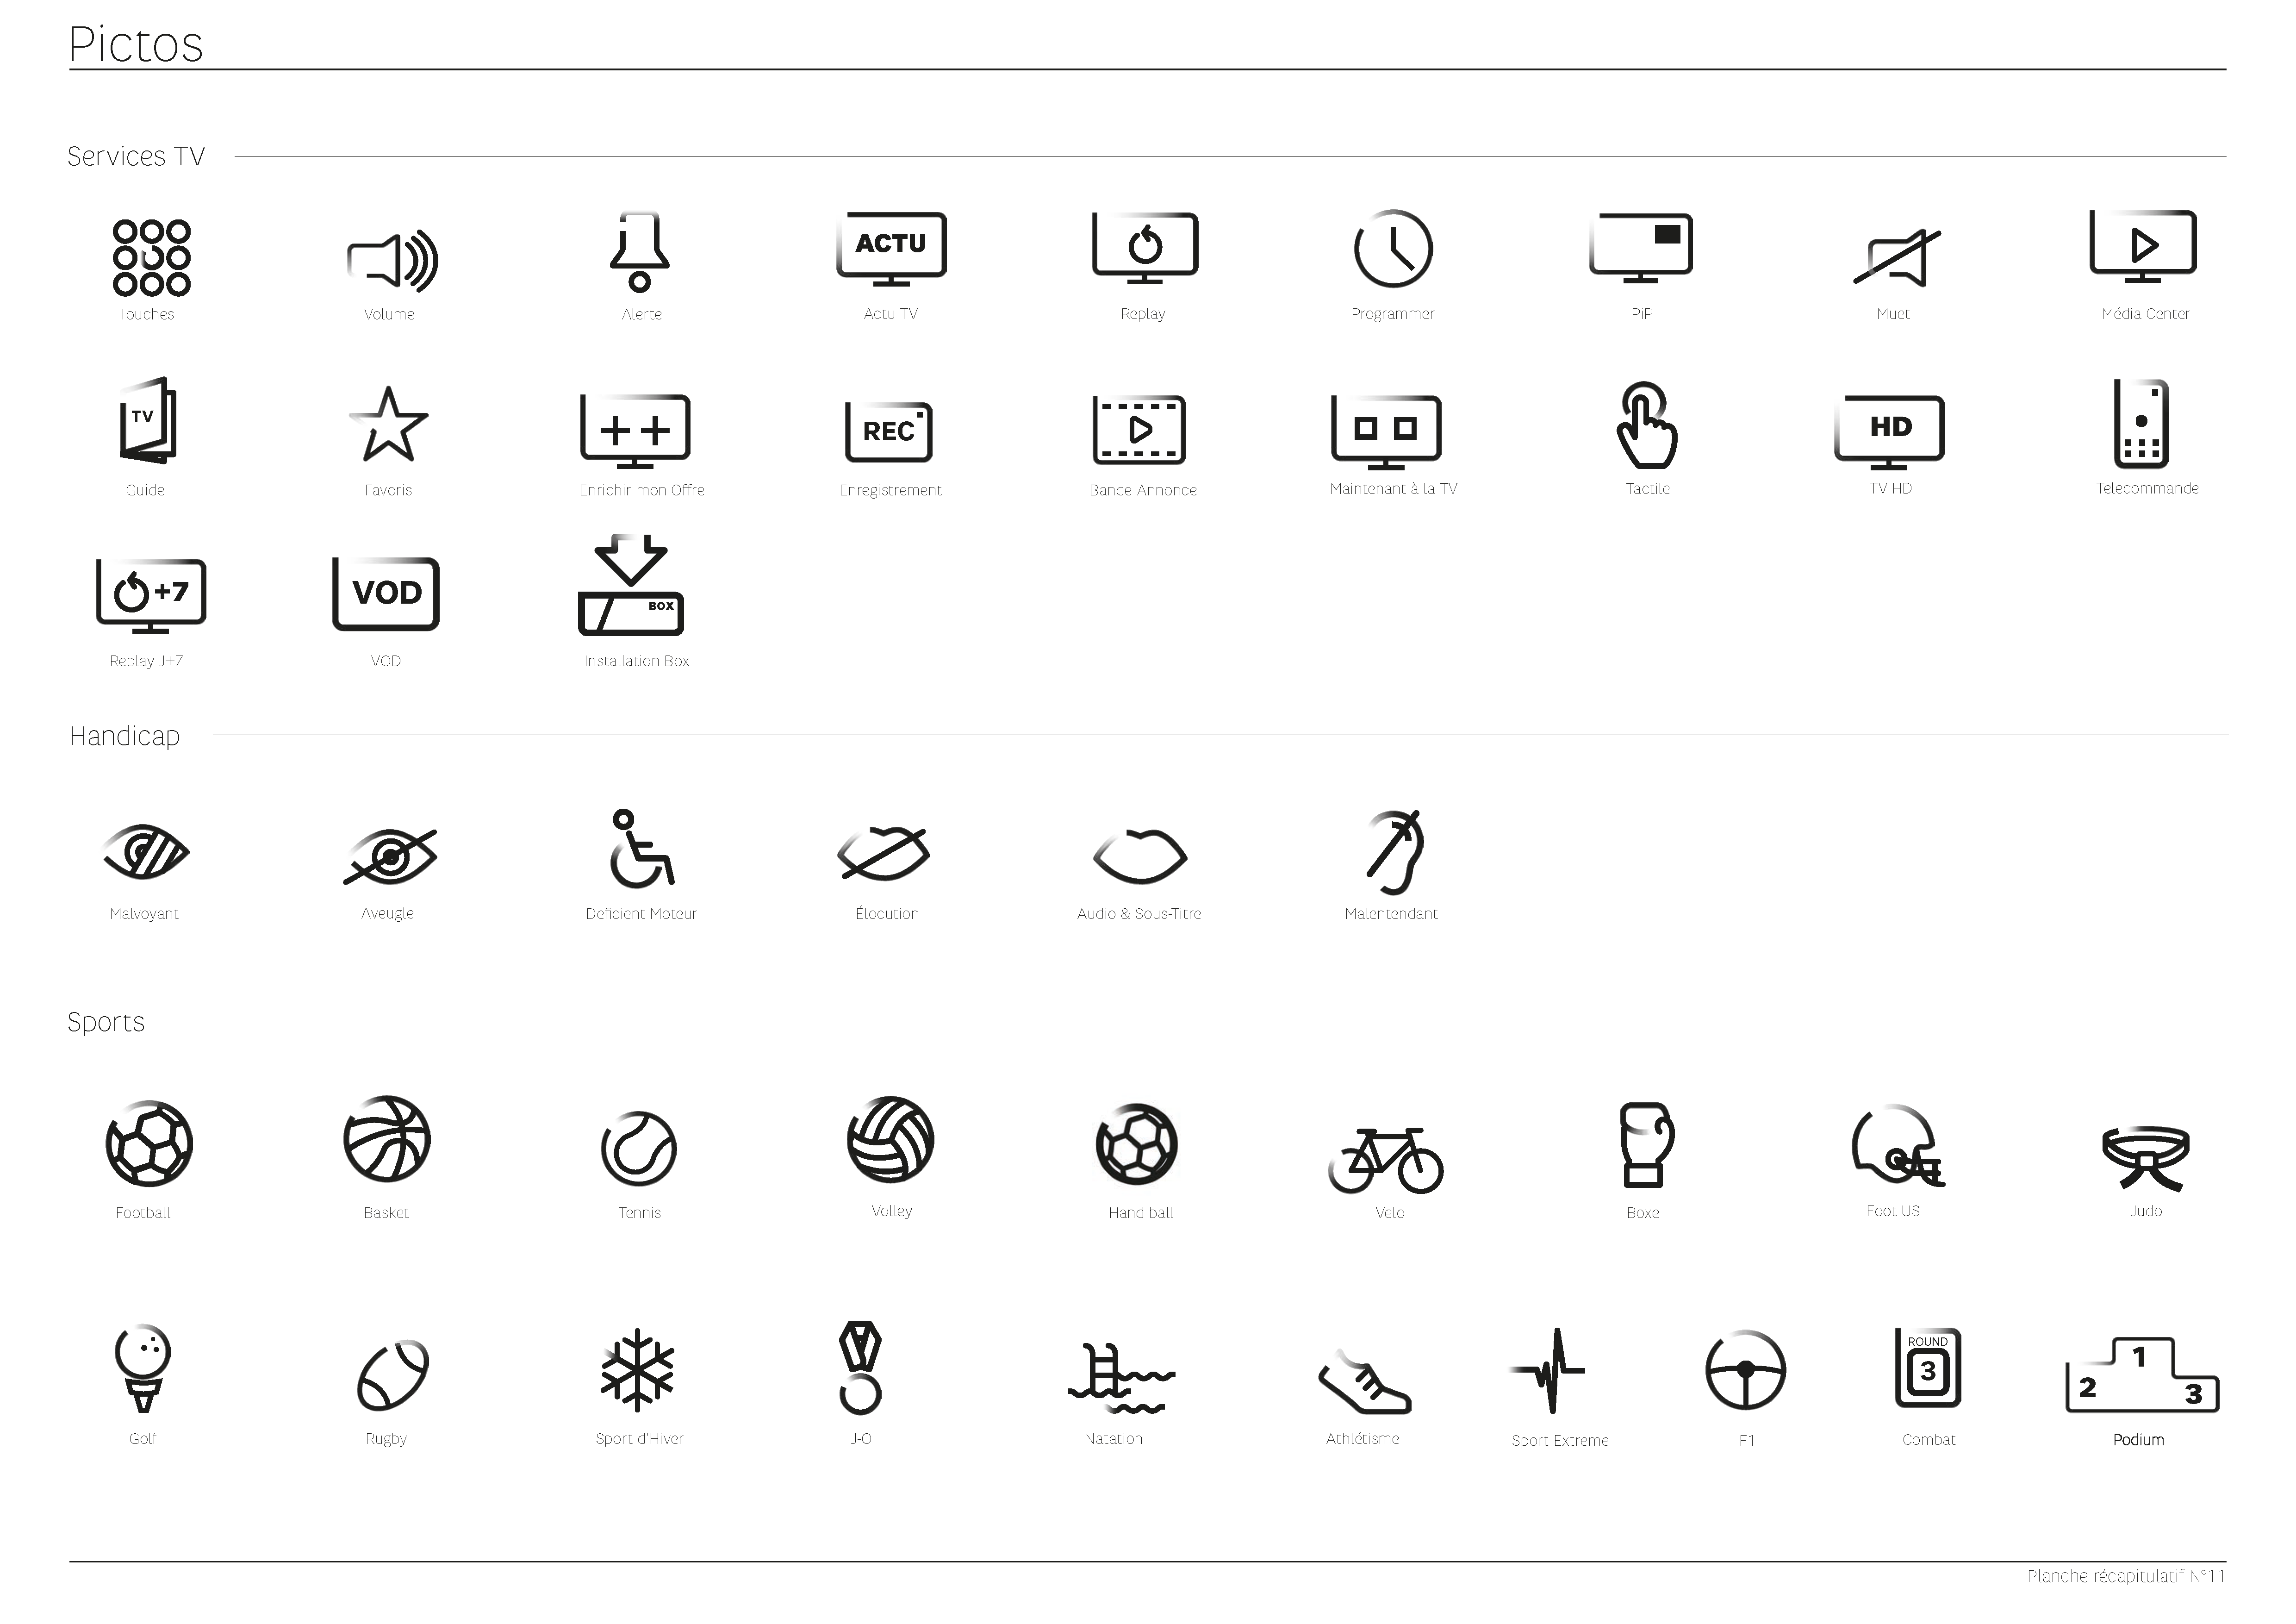 Pictos
Services TV
ACTU
Touches
Volume
Alerte
Actu TV
Replay
Programmer
PiP
Muet
Média Center
TV
REC
HD
Guide
Favoris
Enrichir mon Offre
Enregistrement
Bande Annonce
Maintenant à la TV
Tactile
TV HD
Telecommande
+7
VOD
BOX
Replay J+7
VOD
Installation Box
Handicap
Malvoyant
Aveugle
Deficient Moteur
Élocution
Audio & Sous-Titre
Malentendant
Sports
Football
Basket
Tennis
Volley
Hand ball
Velo
Boxe
Foot US
Judo
ROUND
3
1
2
3
Golf
Rugby
Sport d'Hiver
J-O
Natation
Athlétisme
Sport Extreme
F1
Combat
Podium
Planche récapitulatif N°11